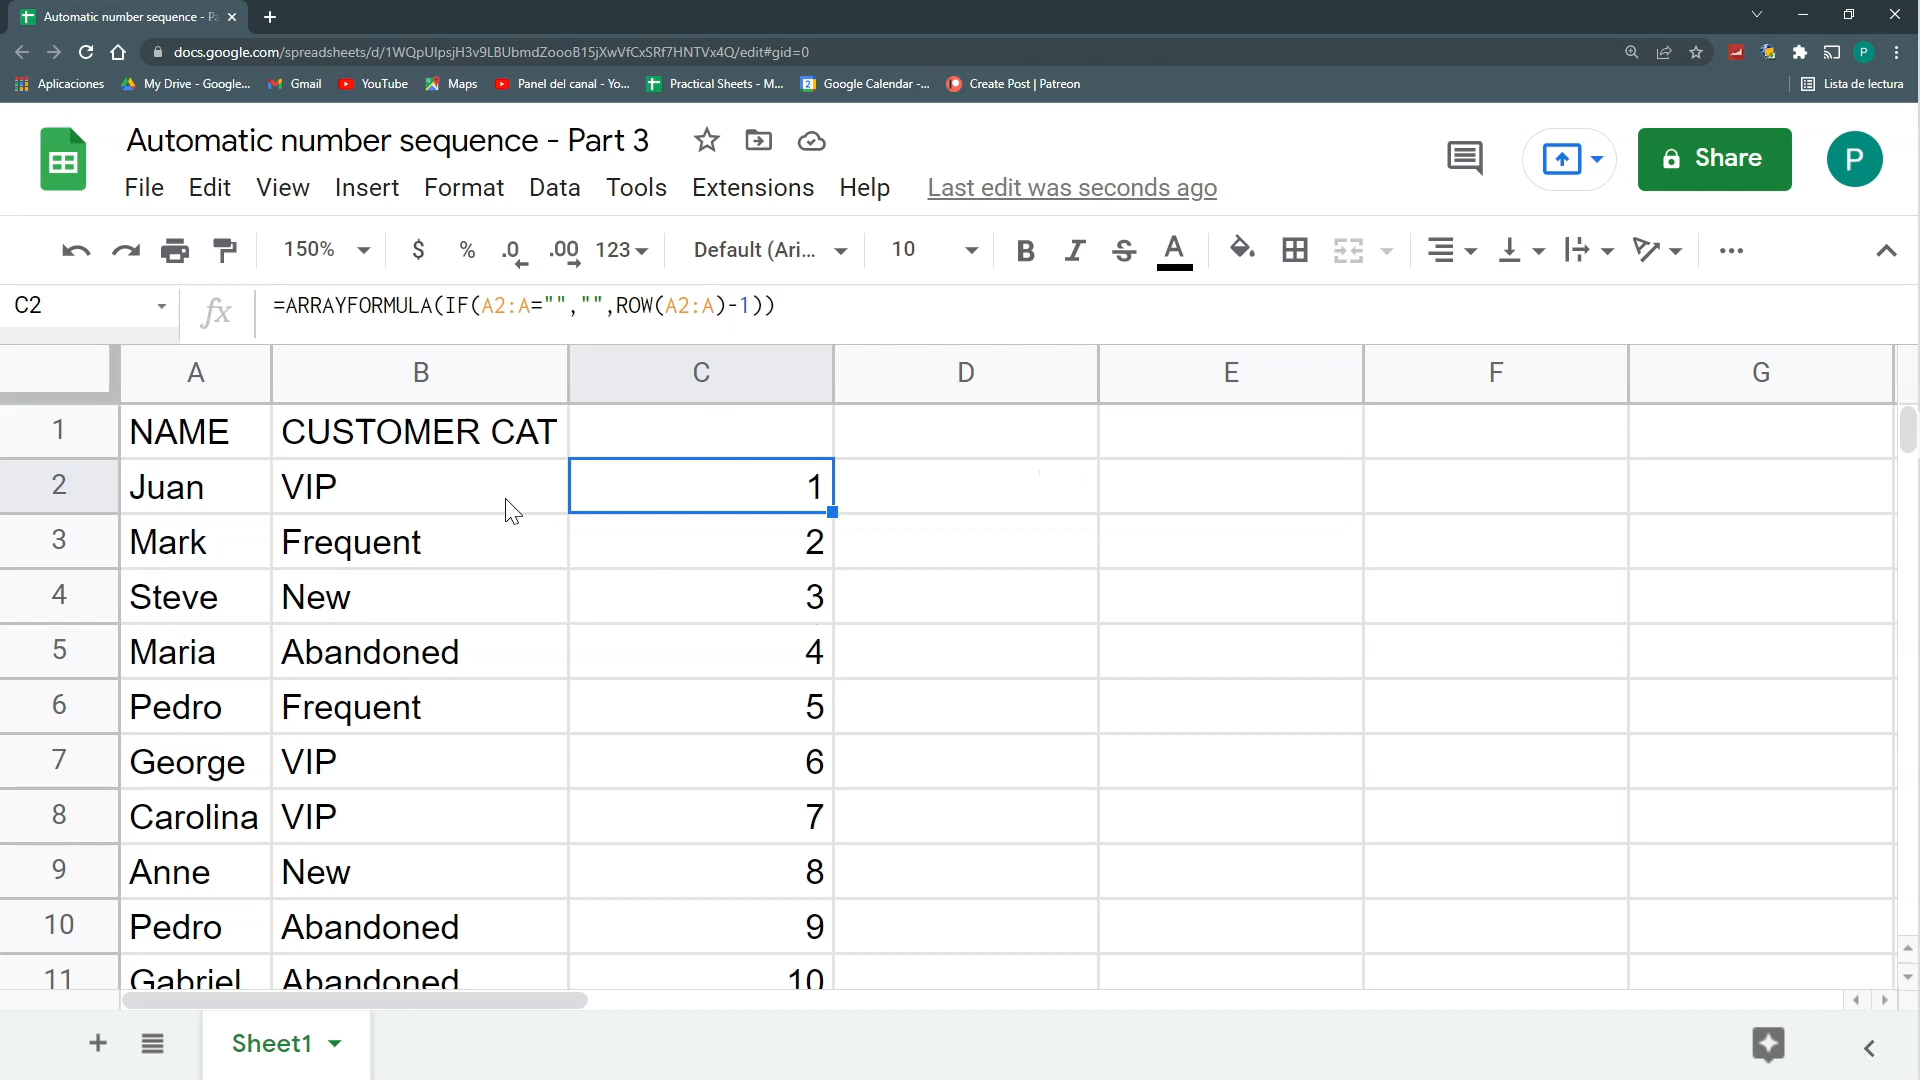 Automatic number sequence - Pa
docs.google.com/spreadsheets/d/1WQpUIpsjH3v9LBUbmdZoooB15jXwVfCxSRf7HNTVx4Q/edit#gid=0
P
Aplicaciones My Drive - Google... Gmail YouTube Maps Panel del canal - Yo... Practical Sheets - M... Google Calendar -... Create Post | Patreon Lista de lectura
Automatic number sequence - Part 3
Share
P
File Edit View Insert Format Data Tools Extensions Help Last edit was seconds ago
150% $ % .0 .00 123 Default (Ari... 10 B I S A
C2 fx =ARRAYFORMULA(IF(A2:A="","",ROW(A2:A)-1))
A B C D E F G
1 NAME CUSTOMER CAT
2 Juan VIP 1
3 Mark Frequent 2
4 Steve New 3
5 Maria Abandoned 4
6 Pedro Frequent 5
7 George VIP 6
8 Carolina VIP 7
9 Anne New 8
10 Pedro Abandoned 9
11 Gabriel Abandoned 10
Sheet1